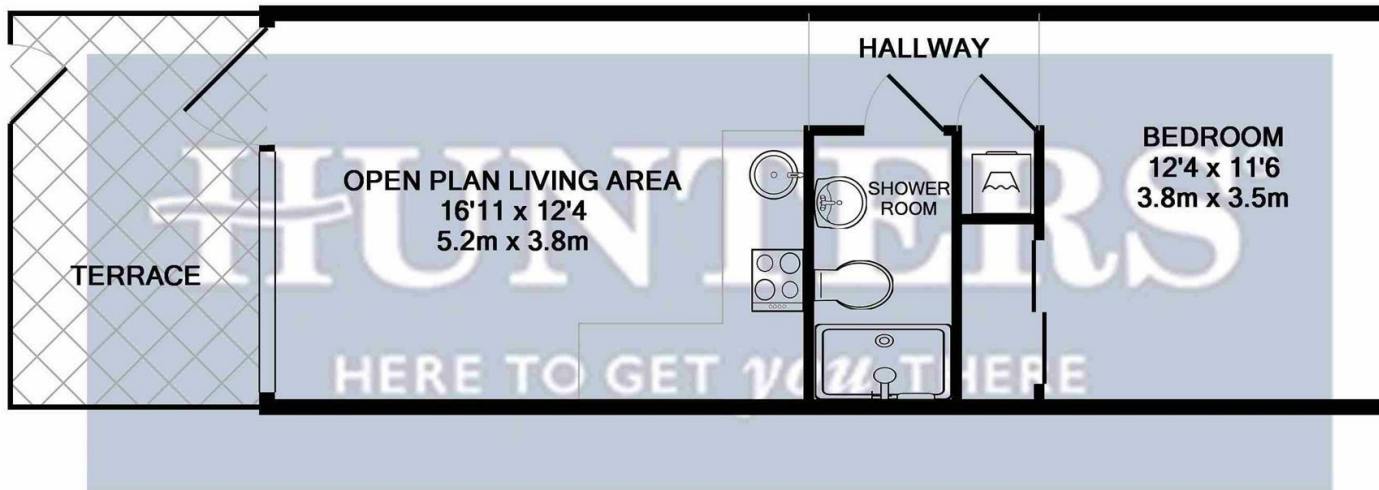 HALLWAY
BEDROOM
12'4 x 11'6
3.8m x 3.5m
OPEN PLAN LIVING AREA
16'11 x 12'4
5.2m x 3.8m
SHOWER
ROOM
TERRACE
HUNTERS
HERE TO GET you THERE